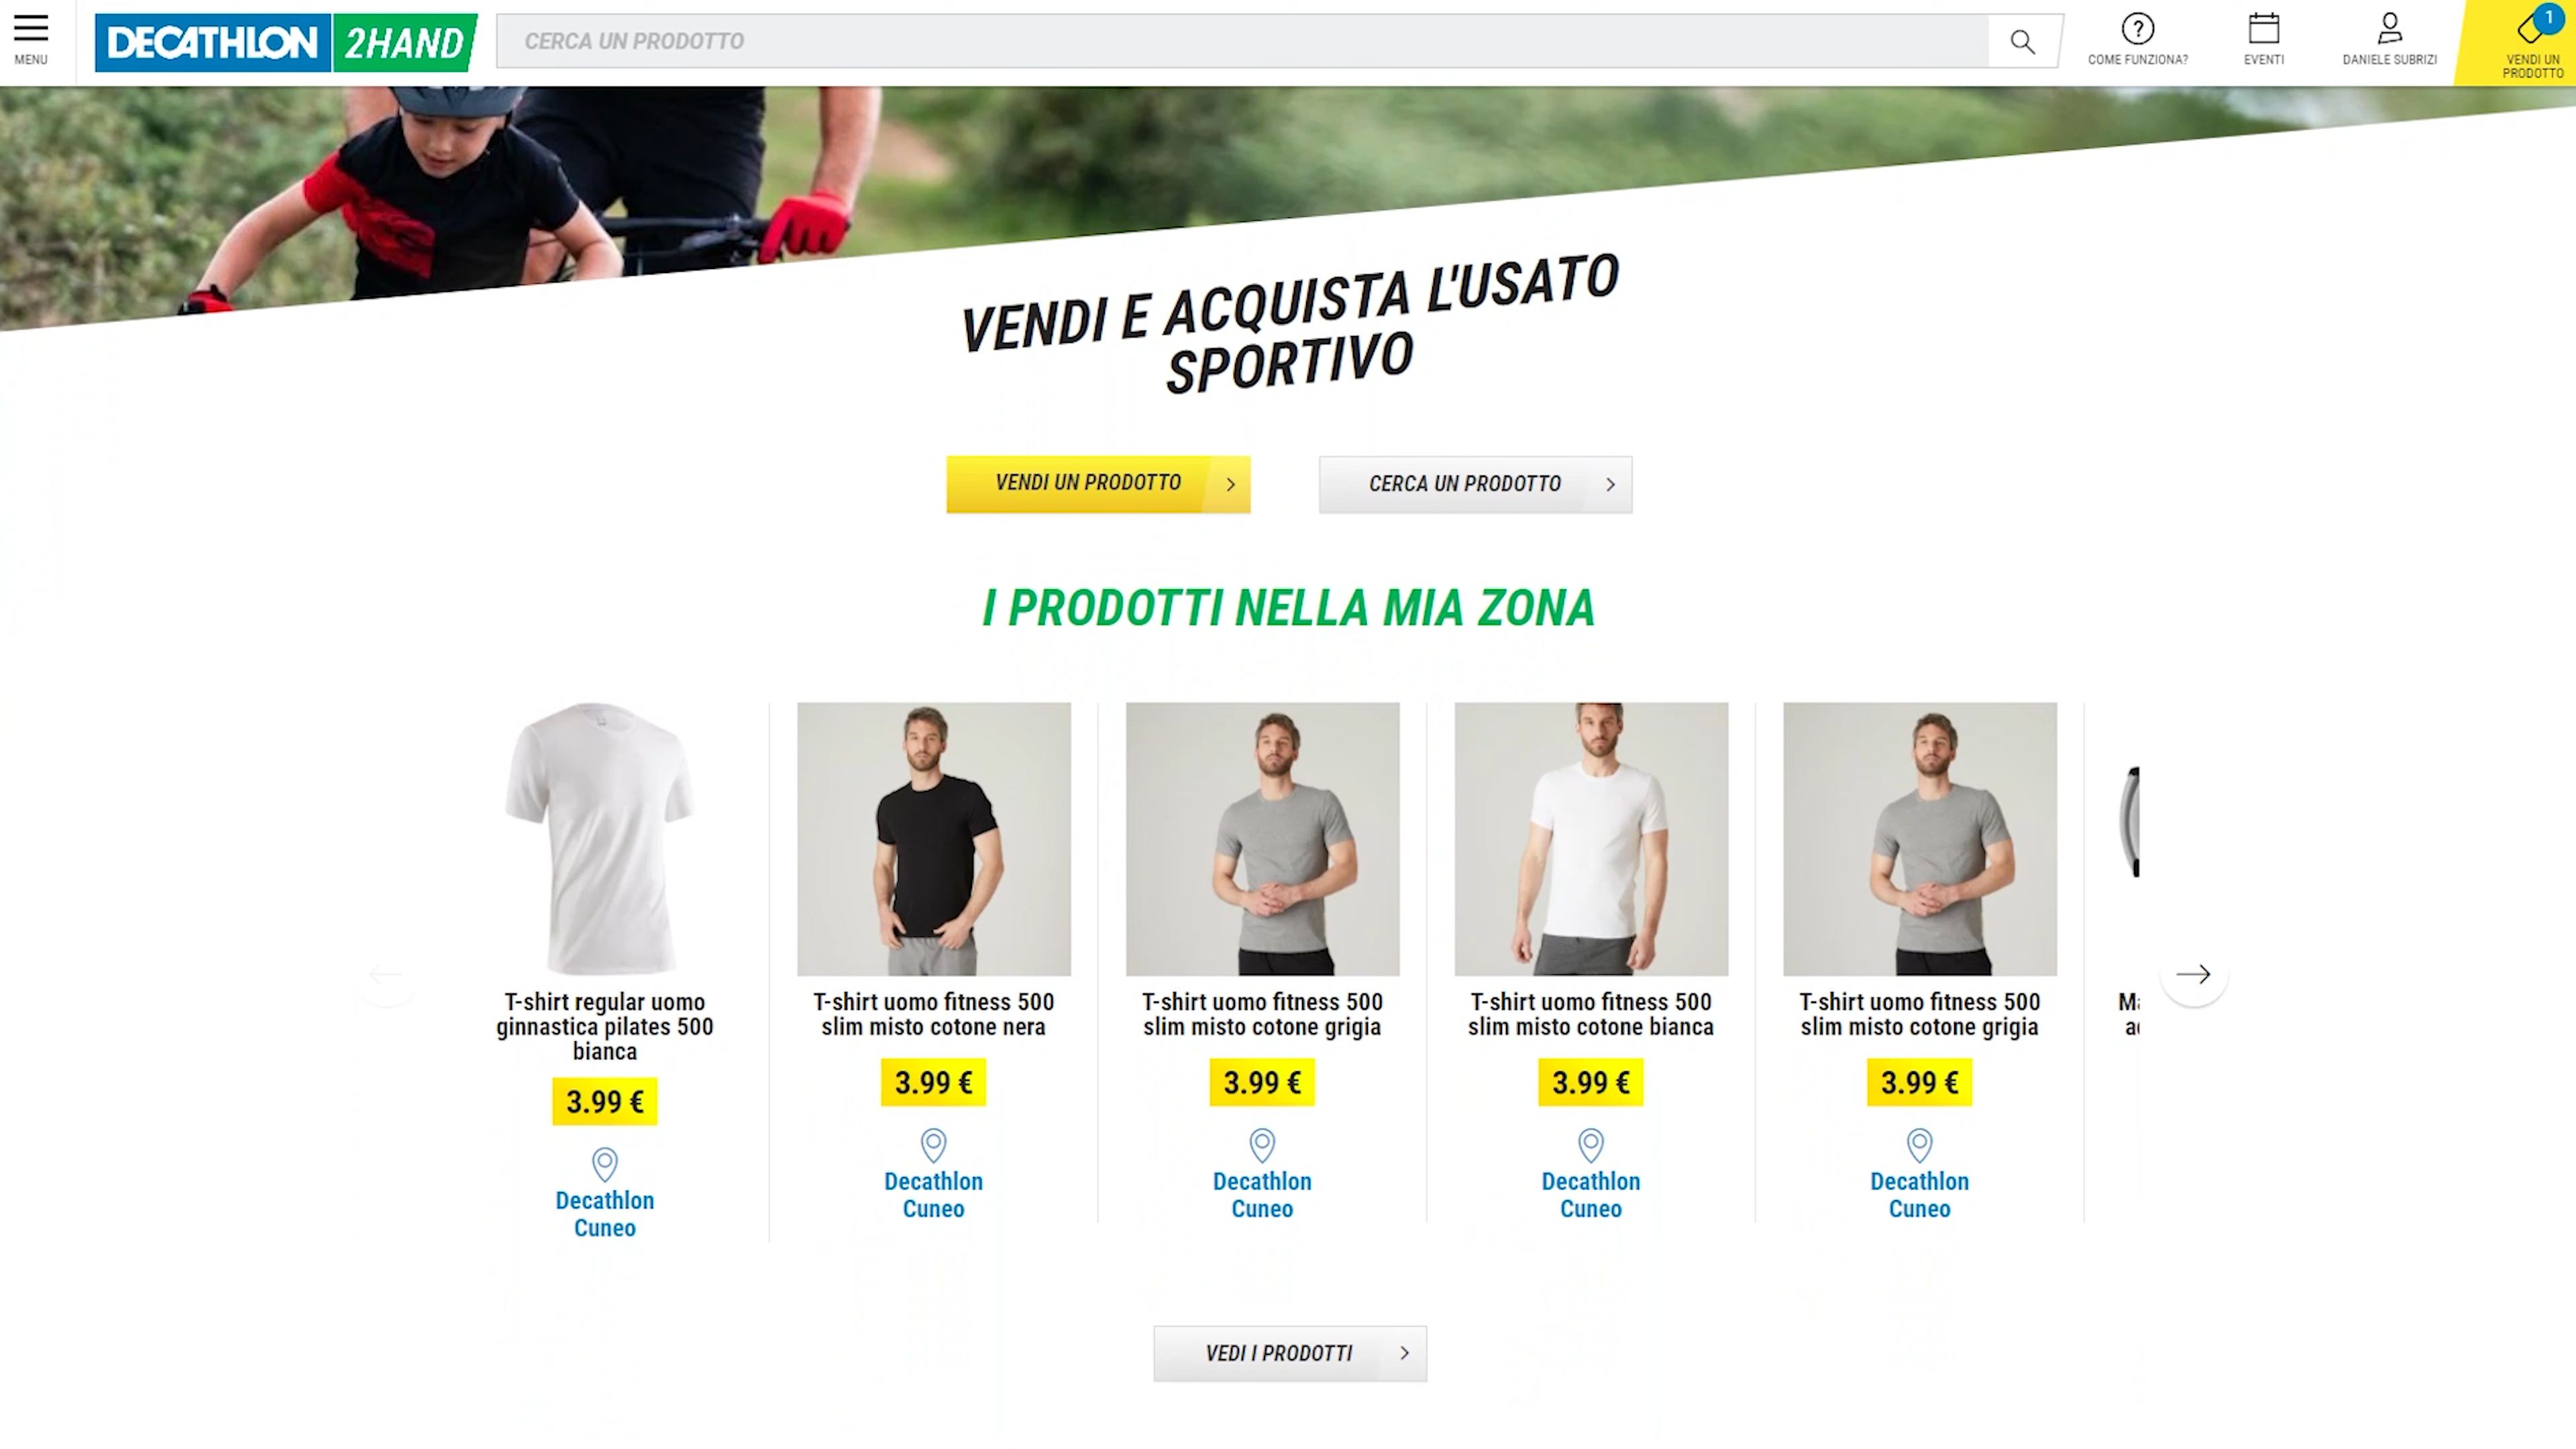 MENU
DECATHLON 2HAND
CERCA UN PRODOTTO
COME FUNZIONA?
EVENTI
DANIELE SUBRIZI
1
VENDI UN
PRODOTTO
VENDI E ACQUISTA L'USATO
SPORTIVO
VENDI UN PRODOTTO
CERCA UN PRODOTTO
I PRODOTTI NELLA MIA ZONA
T-shirt regular uomo
ginnastica pilates 500
bianca
3.99 €
Decathlon
Cuneo
T-shirt uomo fitness 500
slim misto cotone nera
3.99 €
Decathlon
Cuneo
T-shirt uomo fitness 500
slim misto cotone grigia
3.99 €
Decathlon
Cuneo
T-shirt uomo fitness 500
slim misto cotone bianca
3.99 €
Decathlon
Cuneo
T-shirt uomo fitness 500
slim misto cotone grigia
3.99 €
Decathlon
Cuneo
VEDI I PRODOTTI